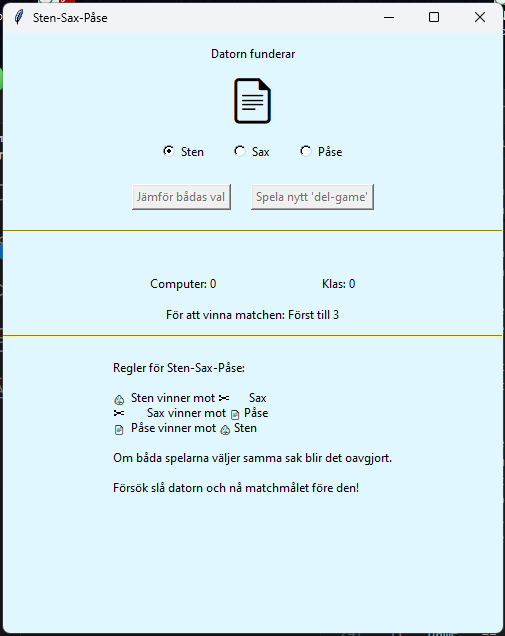 Sten-Sax-Påse
Datorn funderar
Sten Sax Påse
Jämför bådas val Spela nytt 'del-game'
Computer: 0 Klas: 0
För att vinna matchen: Först till 3
Regler för Sten-Sax-Påse:
Sten vinner mot Sax
Sax vinner mot Påse
Påse vinner mot Sten
Om båda spelarna väljer samma sak blir det oavgjort.
Försök slå datorn och nå matchmålet före den!